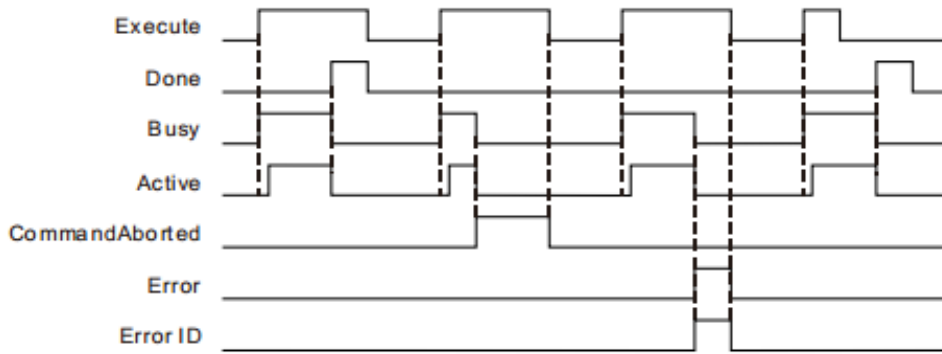 Execute
Done
Busy
Active
CommandAborted
Error
Error ID